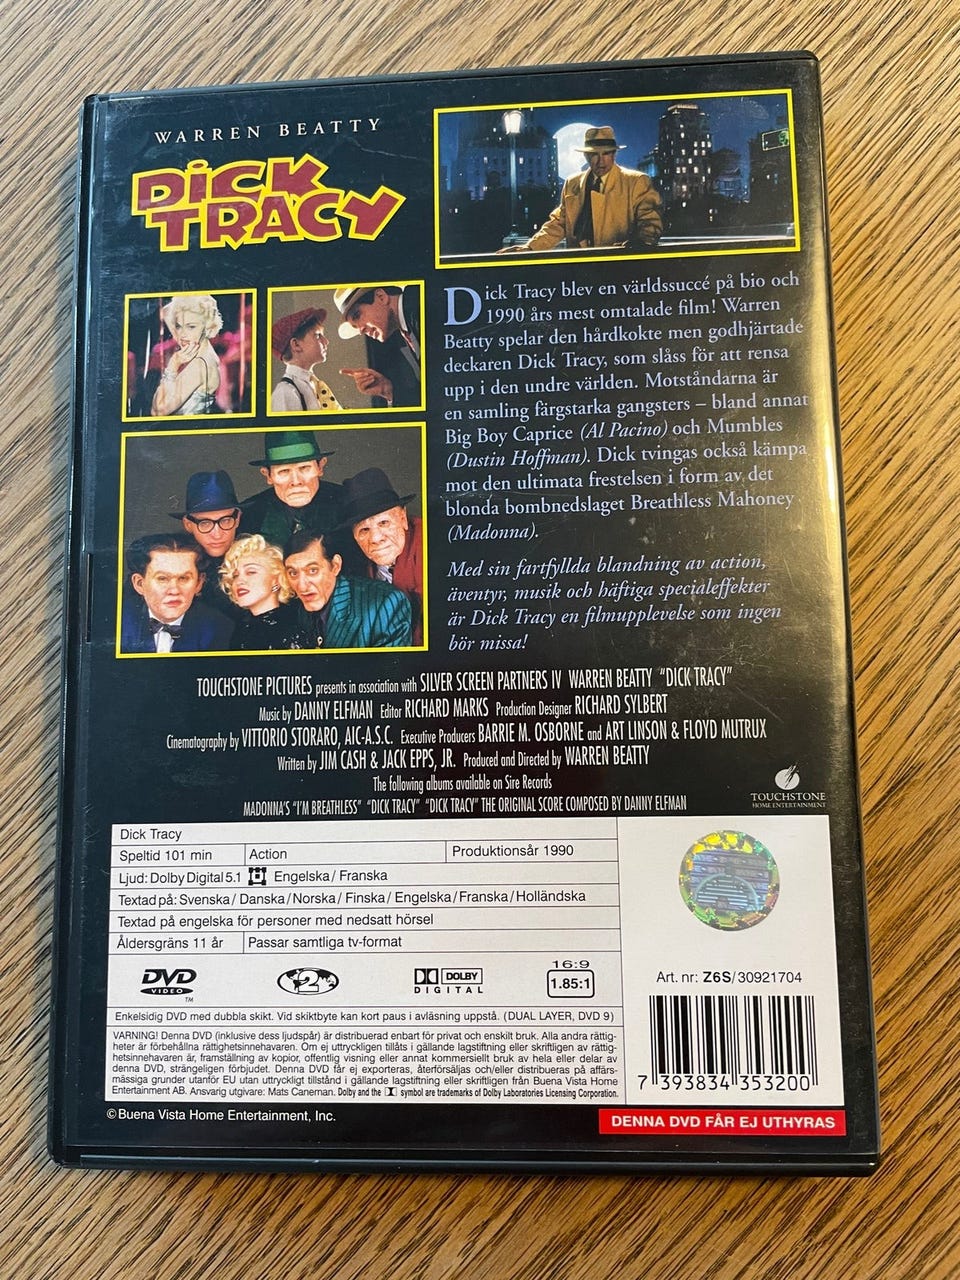 WARREN BEATTY
DICK
TRACY
Dick Tracy blev en världssuccé på bio och
1990 års mest omtalade film! Warren
Beatty spelar den hårdkokte men godhjärtade
deckaren Dick Tracy, som slåss för att rensa
upp i den undre världen. Motståndarna är
en samling färgstarka gangsters – bland annat
Big Boy Caprice (Al Pacino) och Mumbles
(Dustin Hoffman). Dick tvingas också kämpa
mot den ultimata frestelsen i form av det
blonda bombnedslaget Breathless Mahoney
(Madonna).
Med sin fartfyllda blandning av action,
äventyr, musik och häftiga specialeffekter
är Dick Tracy en filmupplevelse som ingen
bör missa!
TOUCHSTONE PICTURES presents in association with SILVER SCREEN PARTNERS IV WARREN BEATTY "DICK TRACY"
Music by DANNY ELFMAN Editor RICHARD MARKS Production Designer RICHARD SYLBERT
Cinematography by VITTORIO STORARO, AIC-A.S.C. Executive Producers BARRIE M. OSBORNE and ART LINSON & FLOYD MUTRUX
Written by JIM CASH & JACK EPPS, JR. Produced and Directed by WARREN BEATTY
The following albums available on Sire Records
MADONNA'S "I'M BREATHLESS" "DICK TRACY" "DICK TRACY" THE ORIGINAL SCORE COMPOSED BY DANNY ELFMAN
TOUCHSTONE
HOME ENTERTAINMENT
Dick Tracy
Speltid 101 min Action Produktionsår 1990
Ljud: Dolby Digital 5.1 Engelska/Franska
Textad på: Svenska/Danska/Norska/Finska/Engelska/Franska/Holländska
Textad på engelska för personer med nedsatt hörsel
Åldersgräns 11 år Passar samtliga tv-format
DVD VIDEO TM 2 DOLBY DIGITAL 16:9 1.85:1
Enkelsidig DVD med dubbla skikt. Vid skiktbyte kan kort paus i avläsning uppstå. (DUAL LAYER, DVD 9)
VARNING! Denna DVD (inklusive dess ljudspår) är distribuerad enbart för privat och enskilt bruk. Alla andra rättig-
heter är förbehållna rättighetsinnehavaren. Om ej uttryckligen tillåts i gällande lagstiftning eller skriftligen av rättig-
hetsinnehavaren är, framställning av kopior, offentlig visning eller annat kommersiellt bruk av hela eller delar av
denna DVD, strängeligen förbjudet. Denna DVD får ej exporteras, återförsäljas och/eller distribueras på affärs-
mässiga grunder utanför EU utan uttryckligt tillstånd i gällande lagstiftning eller skriftligen från Buena Vista Home
Entertainment AB. Ansvarig utgivare: Mats Caneman. Dolby and the symbol are trademarks of Dolby Laboratories Licensing Corporation.
Art. nr: Z6S/30921704
7 393834 353200
©Buena Vista Home Entertainment, Inc.
DENNA DVD FÅR EJ UTHYRAS